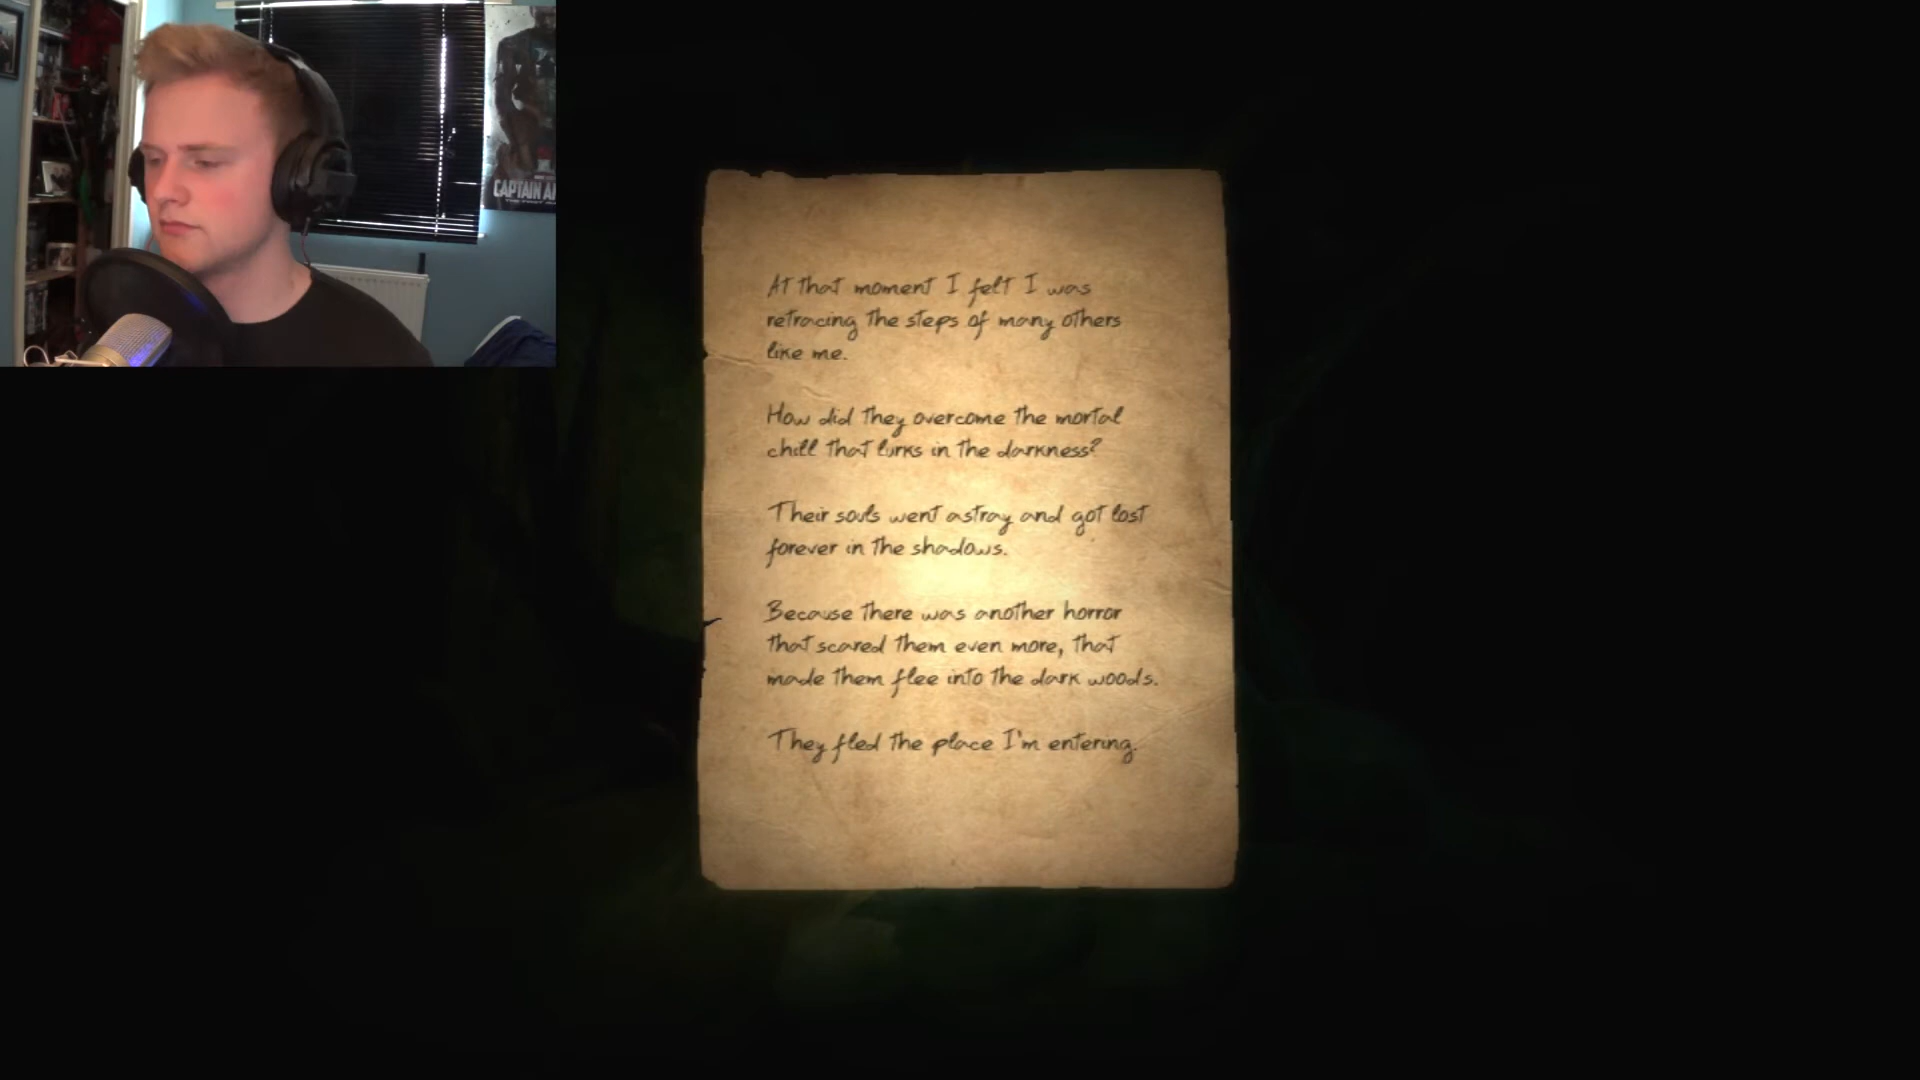 CAPTAIN A
At that moment I felt I was
retracing the steps of many others
like me.
How did they overcome the mortal
chill that lurks in the darkness?
Their souls went astray and got lost
forever in the shadows.
Because there was another horror
that scared them even more, that
made them flee into the dark woods.
They fled the place I'm entering.